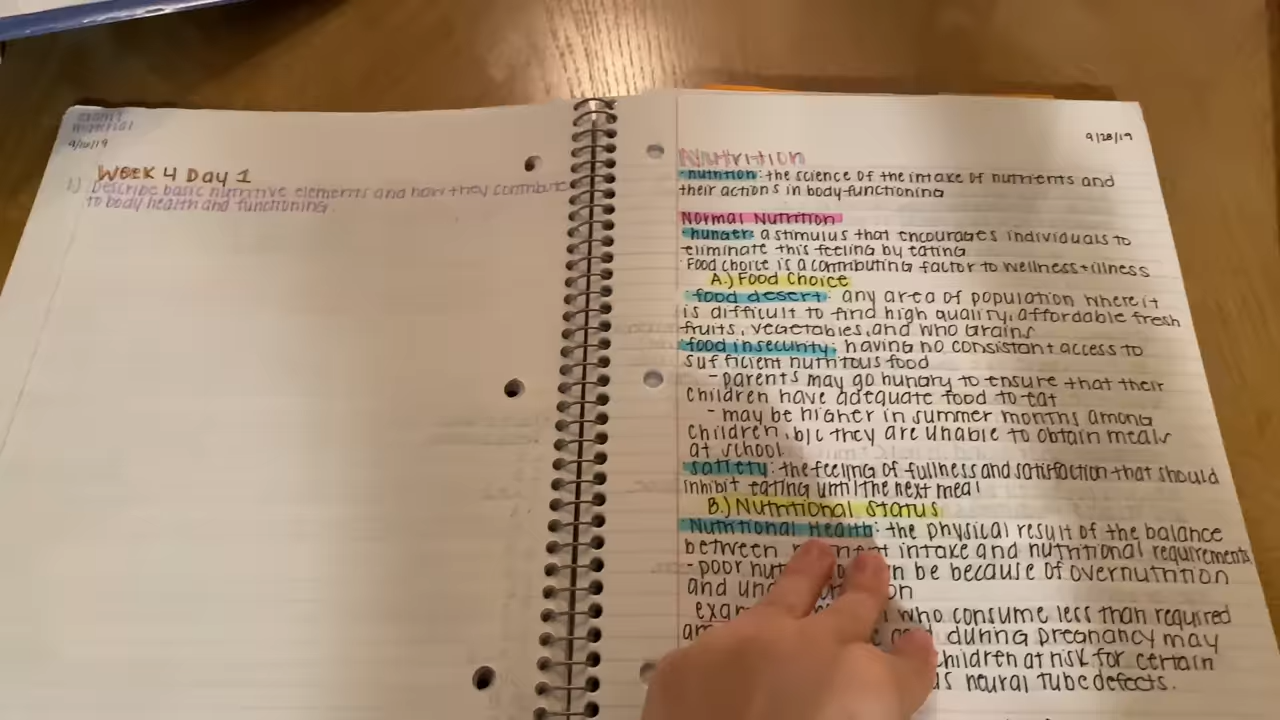 EXAM 1
Material
WEEK 4 DAY 1
1.) Describe basic nutritive elements and how they contribute
to body health and functioning.
9/28/19
Nutrition
·nutrition: the science of the intake of nutrients and
their actions in body functioning
Normal Nutrition
·hunger: a stimulus that encourages individuals to
eliminate this feeling by eating
·Food choice is a contributing factor to wellness + illness
A.) Food Choice
·food desert: any area of population where it
is difficult to find high quality, affordable fresh
fruits, vegetables, and who grains
·food insecurity: having no consistant access to
sufficient nutritous food
- parents may go hungry to ensure that their
children have adequate food to eat
- may be higher in summer months among
children, b/c they are unable to obtain meals
at school
·satiety: the feeling of fullness and satisfaction that should
inhibit eating until the next meal
B.) Nutritional Status
·Nutritional Health: the physical result of the balance
between intake and nutritional requirements
- poor be because of overnutrition
and
who consume less than required
during pregnancy may
children at risk for certain
neural tube defects.